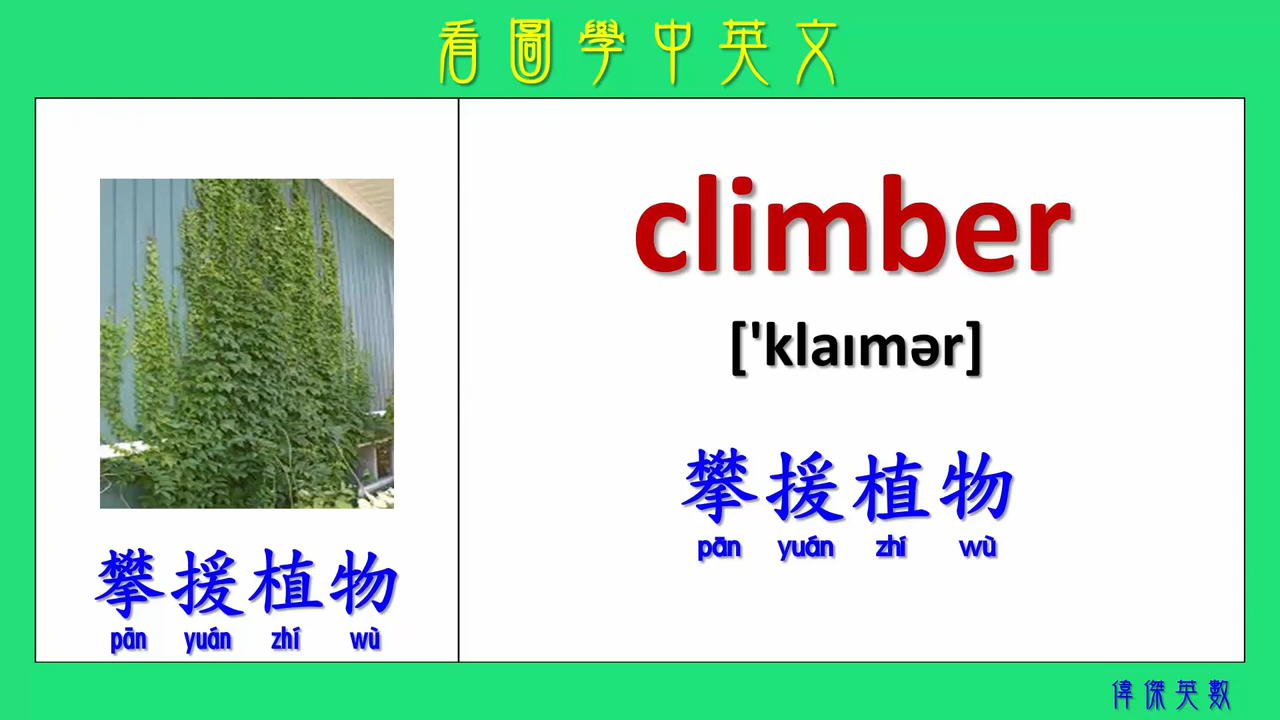 看圖學中英文
攀援植物
pān yuán zhí wù
climber
['klaɪmər]
攀援植物
pān yuán zhí wù
偉傑英數